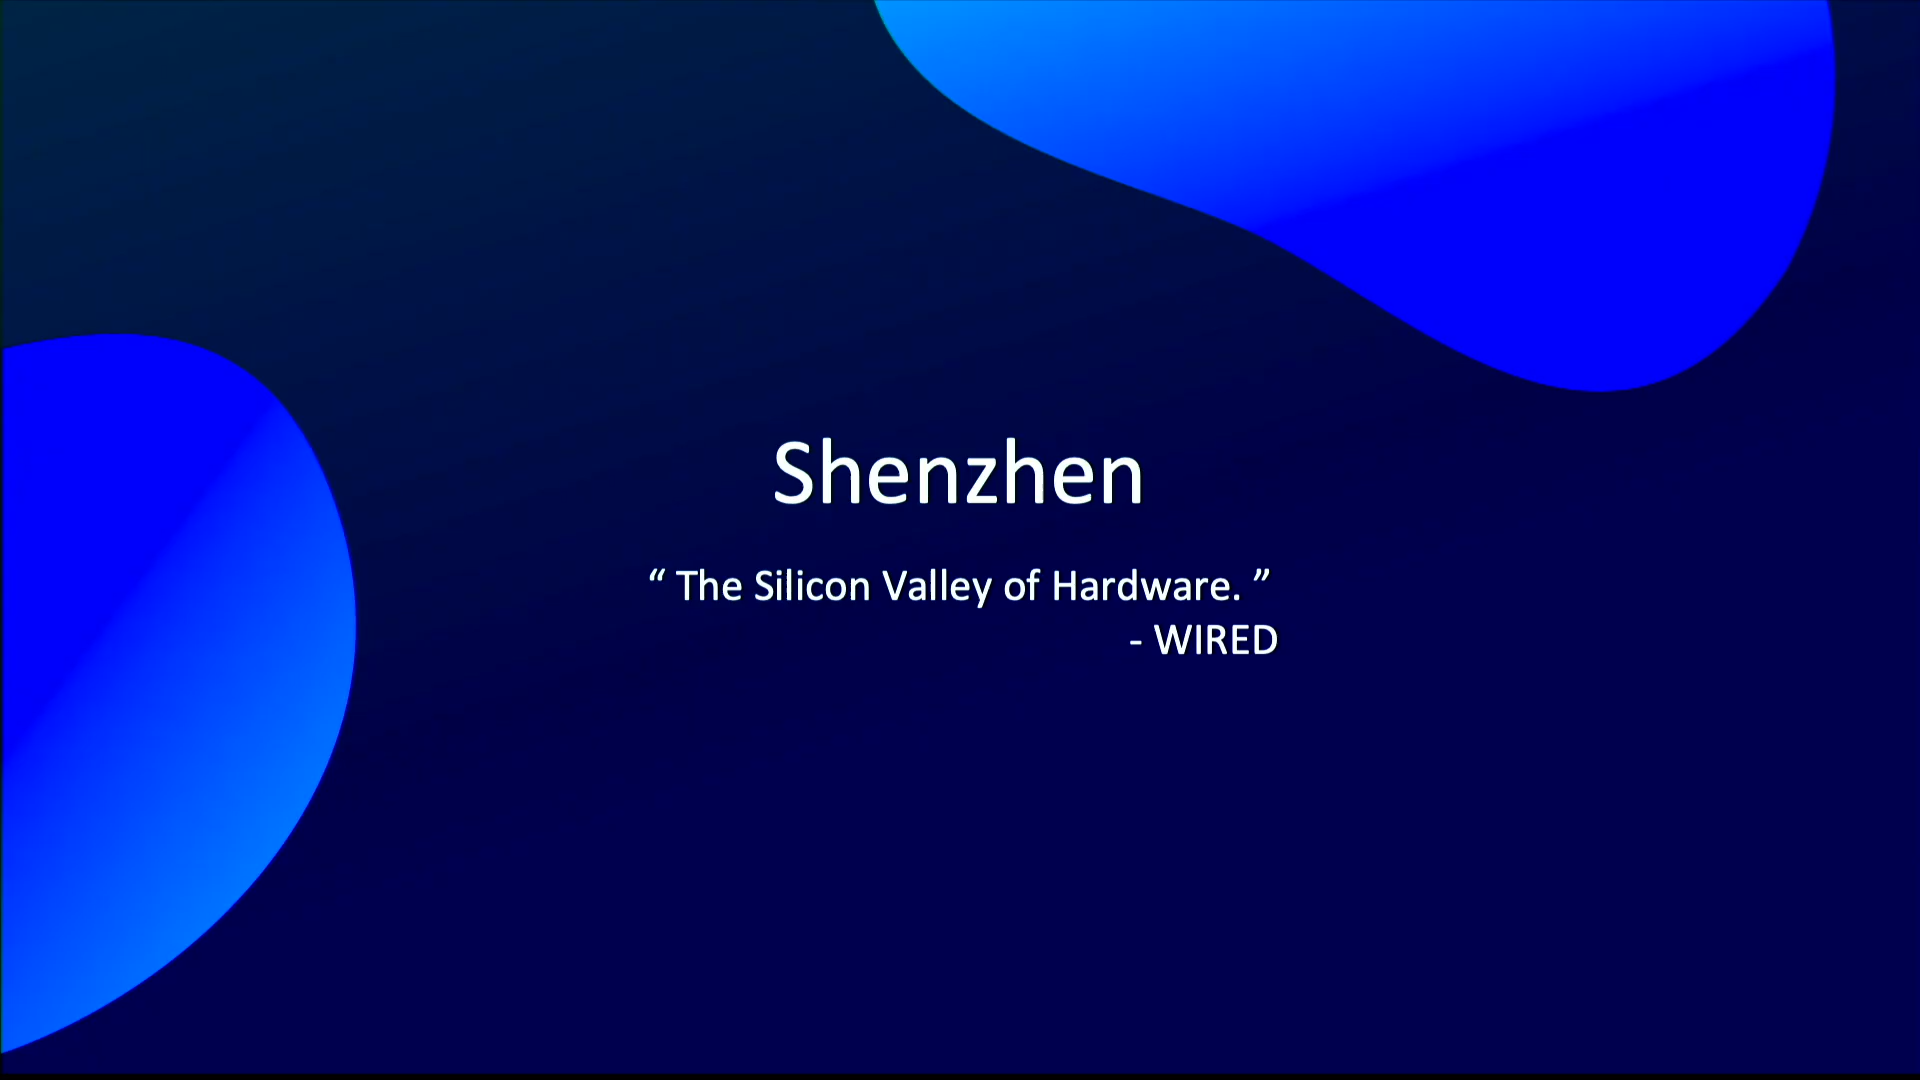 Shenzhen
“ The Silicon Valley of Hardware. ”
- WIRED